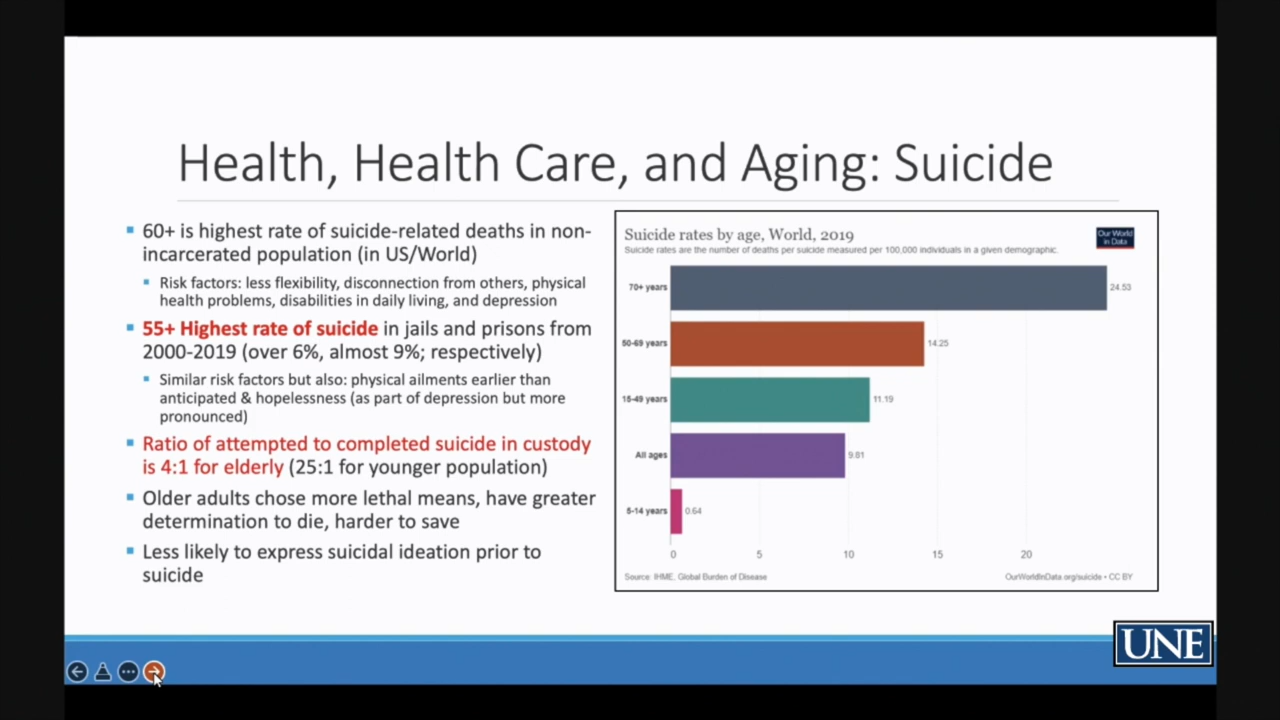 Health, Health Care, and Aging: Suicide
60+ is highest rate of suicide-related deaths in non-
incarcerated population (in US/World)
Risk factors: less flexibility, disconnection from others, physical
health problems, disabilities in daily living, and depression
55+ Highest rate of suicide in jails and prisons from
2000-2019 (over 6%, almost 9%; respectively)
Similar risk factors but also: physical ailments earlier than
anticipated & hopelessness (as part of depression but more
pronounced)
Ratio of attempted to completed suicide in custody
is 4:1 for elderly (25:1 for younger population)
Older adults chose more lethal means, have greater
determination to die, harder to save
Less likely to express suicidal ideation prior to
suicide
Suicide rates by age, World, 2019
Suicide rates are the number of deaths per suicide measured per 100,000 individuals in a given demographic.
Our World
in Data
70+ years
24.53
50-69 years
14.25
15-49 years
11.19
All ages
9.81
5-14 years
0.64
0
5
10
15
20
Source: IHME, Global Burden of Disease
OurWorldInData.org/suicide • CC BY
UNE